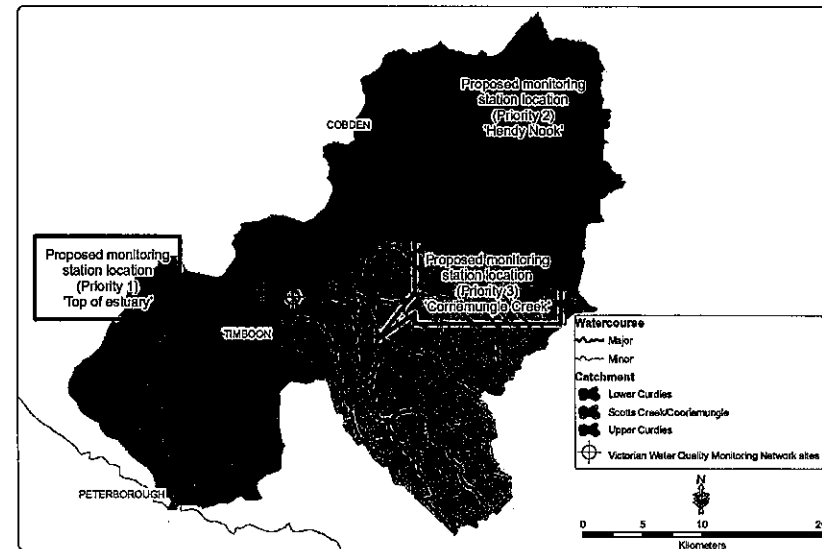 Proposed monitoring
station location
(Priority 2)
'Hendy Nook'
COBDEN
Proposed monitoring
station location
(Priority 1)
'Top of estuary'
Proposed monitoring
station location
(Priority 3)
'Corriemungle Creek'
TIMBOON
PETERBOROUGH
Watercourse
Major
Minor
Catchment
Lower Curdies
Scotts Creek/Cooriemungle
Upper Curdies
Victorian Water Quality Monitoring Network sites
N
0 5 10 20
Kilometers